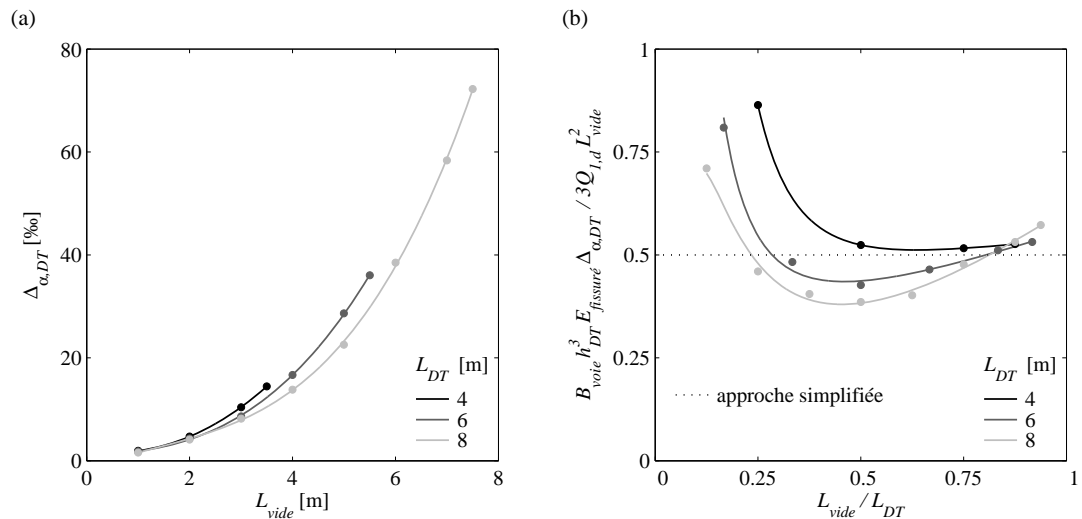 (a)
80
60
40
20
0
0 2 4 6 8
Δα,DT [‰]
Lvide [m]
LDT [m]
4
6
8
(b)
1
0.75
0.5
0.25
0
0 0.25 0.5 0.75 1
Bvoie h³DT Efissuré Δα,DT / 3Q1,d L²vide
Lvide / LDT
approche simplifiée
LDT [m]
4
6
8